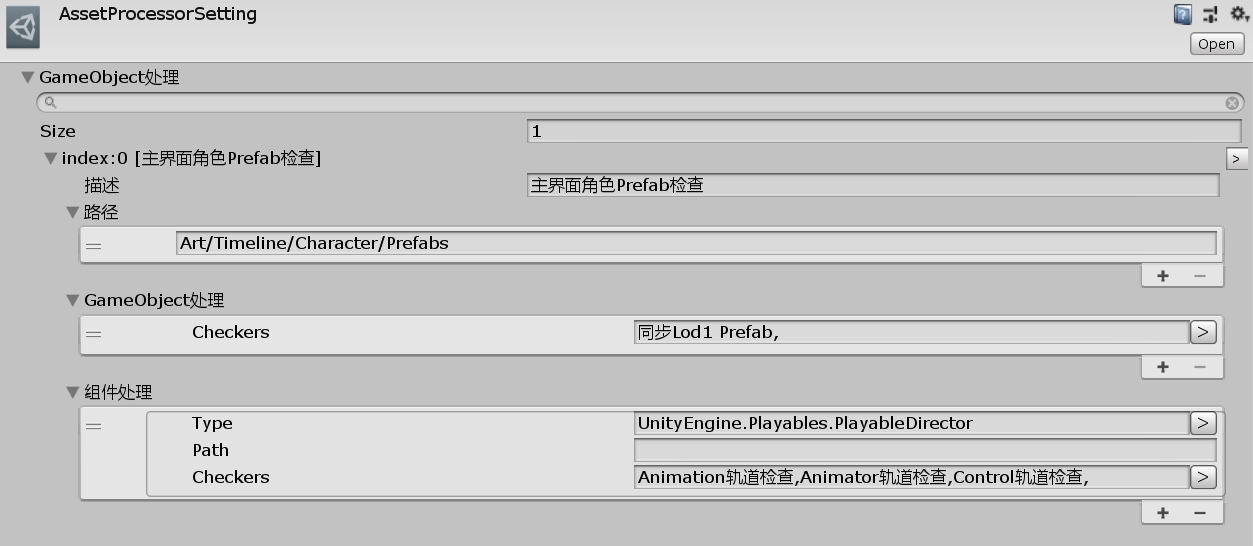 AssetProcessorSetting
Open
GameObject处理
Size 1
index:0 [主界面角色Prefab检查] >
描述 主界面角色Prefab检查
路径
Art/Timeline/Character/Prefabs
GameObject处理
Checkers 同步Lod1 Prefab, >
组件处理
Type UnityEngine.Playables.PlayableDirector >
Path
Checkers Animation轨道检查,Animator轨道检查,Control轨道检查, >